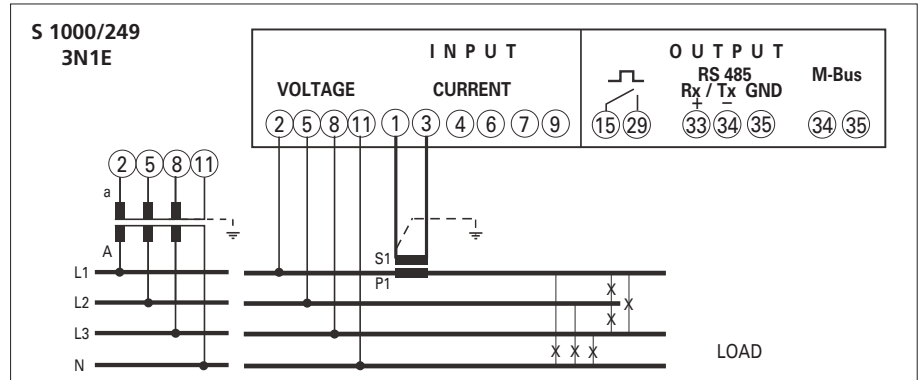 S 1000/249
3N1E
INPUT
OUTPUT
VOLTAGE
CURRENT
RS 485
Rx / Tx GND
+ −
M-Bus
2 5 8 11 1 3 4 6 7 9 15 29 33 34 35 34 35
2 5 8 11
a
A
S1
P1
L1
L2
L3
N
X
X
X
X X X
LOAD